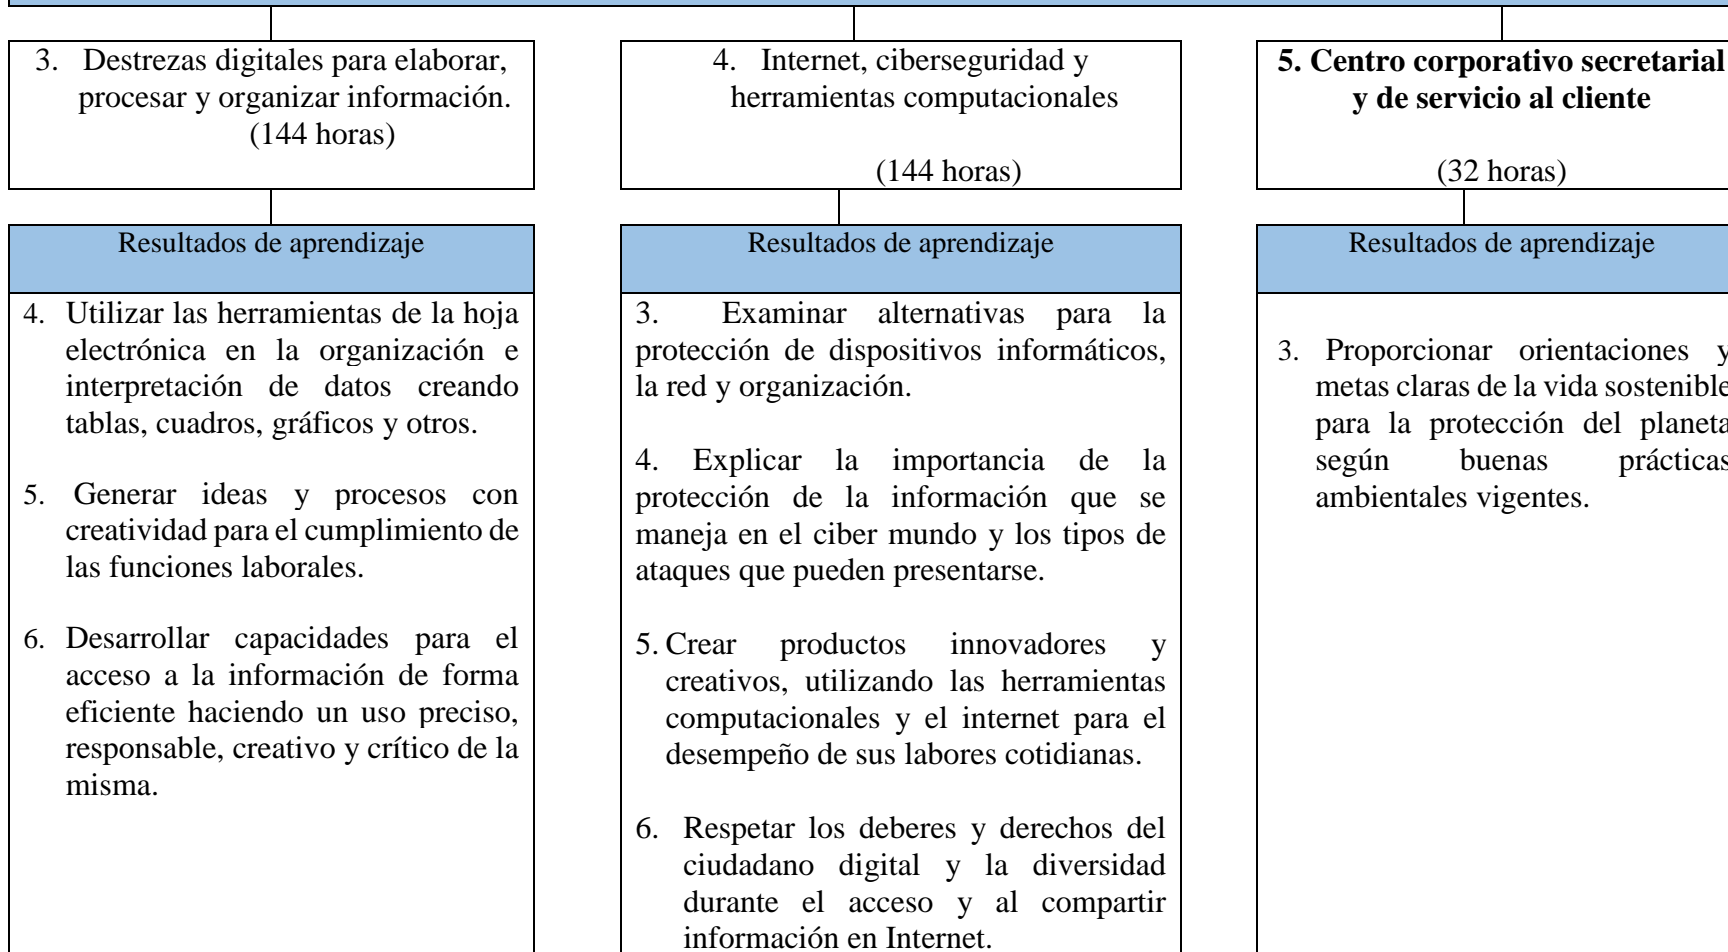 3. Destrezas digitales para elaborar,
procesar y organizar información.
(144 horas)
Resultados de aprendizaje
4. Utilizar las herramientas de la hoja
electrónica en la organización e
interpretación de datos creando
tablas, cuadros, gráficos y otros.
5. Generar ideas y procesos con
creatividad para el cumplimiento de
las funciones laborales.
6. Desarrollar capacidades para el
acceso a la información de forma
eficiente haciendo un uso preciso,
responsable, creativo y crítico de la
misma.
4. Internet, ciberseguridad y
herramientas computacionales
(144 horas)
Resultados de aprendizaje
3. Examinar alternativas para la
protección de dispositivos informáticos,
la red y organización.
4. Explicar la importancia de la
protección de la información que se
maneja en el ciber mundo y los tipos de
ataques que pueden presentarse.
5. Crear productos innovadores y
creativos, utilizando las herramientas
computacionales y el internet para el
desempeño de sus labores cotidianas.
6. Respetar los deberes y derechos del
ciudadano digital y la diversidad
durante el acceso y al compartir
información en Internet.
5. Centro corporativo secretarial
y de servicio al cliente
(32 horas)
Resultados de aprendizaje
3. Proporcionar orientaciones y
metas claras de la vida sostenible
para la protección del planeta
según buenas prácticas
ambientales vigentes.